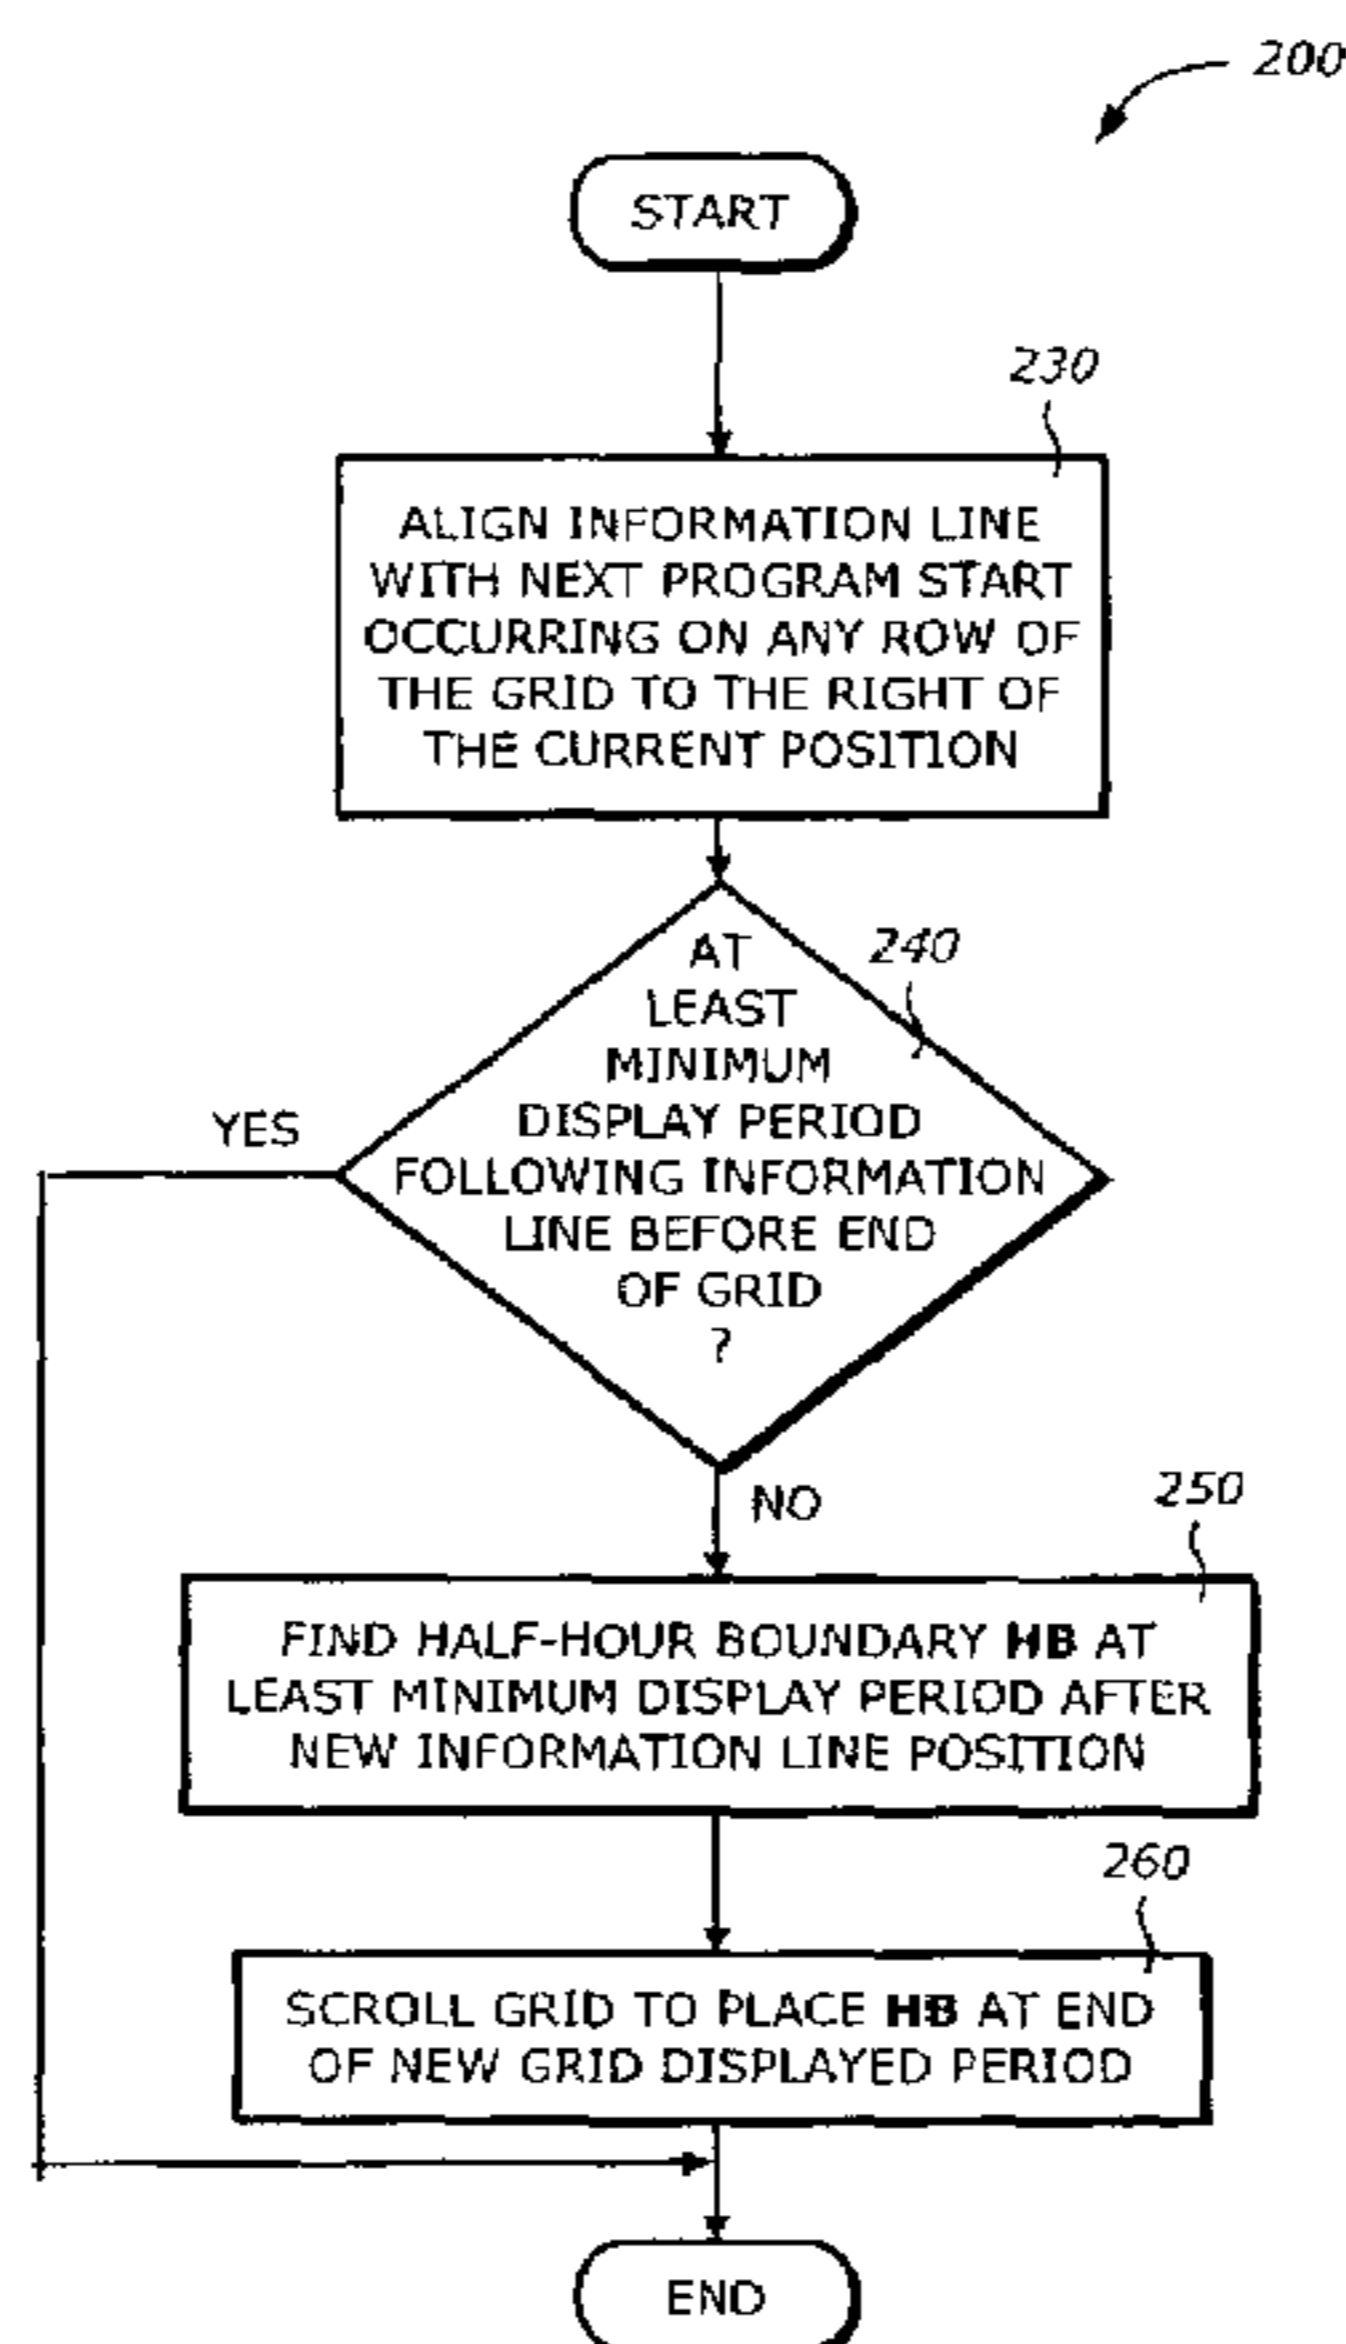 200
START
230
ALIGN INFORMATION LINE
WITH NEXT PROGRAM START
OCCURRING ON ANY ROW OF
THE GRID TO THE RIGHT OF
THE CURRENT POSITION
240
AT
LEAST
MINIMUM
DISPLAY PERIOD
FOLLOWING INFORMATION
LINE BEFORE END
OF GRID
?
YES
NO
250
FIND HALF-HOUR BOUNDARY HB AT
LEAST MINIMUM DISPLAY PERIOD AFTER
NEW INFORMATION LINE POSITION
260
SCROLL GRID TO PLACE HB AT END
OF NEW GRID DISPLAYED PERIOD
END